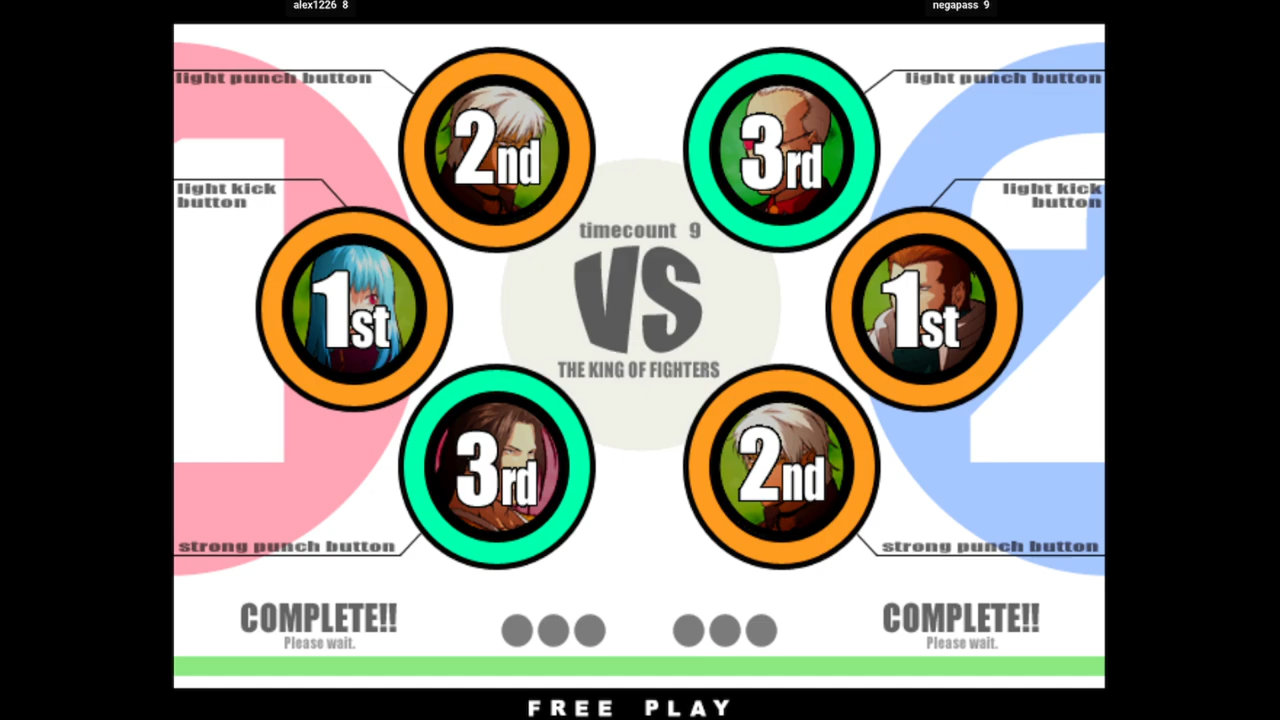 alex1226 8
negapass 9
light punch button
light punch button
2nd
3rd
light kick
button
light kick
button
timecount 9
VS
THE KING OF FIGHTERS
1
2
1st
1st
3rd
2nd
strong punch button
strong punch button
COMPLETE!!
Please wait.
COMPLETE!!
Please wait.
FREE PLAY